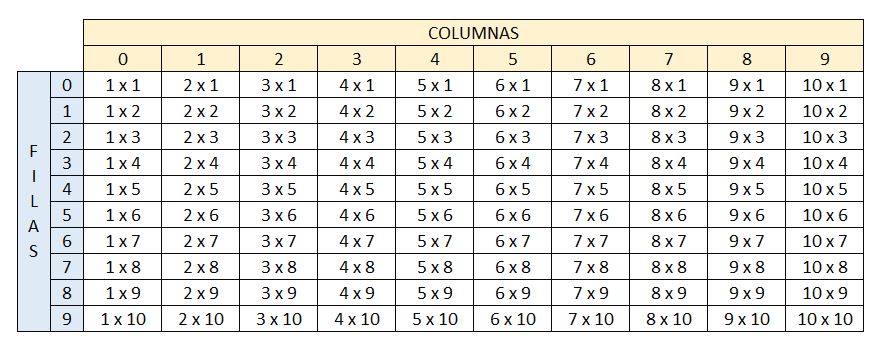 COLUMNAS
0 1 2 3 4 5 6 7 8 9
FILAS
0 1 x 1 2 x 1 3 x 1 4 x 1 5 x 1 6 x 1 7 x 1 8 x 1 9 x 1 10 x 1
1 1 x 2 2 x 2 3 x 2 4 x 2 5 x 2 6 x 2 7 x 2 8 x 2 9 x 2 10 x 2
2 1 x 3 2 x 3 3 x 3 4 x 3 5 x 3 6 x 3 7 x 3 8 x 3 9 x 3 10 x 3
3 1 x 4 2 x 4 3 x 4 4 x 4 5 x 4 6 x 4 7 x 4 8 x 4 9 x 4 10 x 4
4 1 x 5 2 x 5 3 x 5 4 x 5 5 x 5 6 x 5 7 x 5 8 x 5 9 x 5 10 x 5
5 1 x 6 2 x 6 3 x 6 4 x 6 5 x 6 6 x 6 7 x 6 8 x 6 9 x 6 10 x 6
6 1 x 7 2 x 7 3 x 7 4 x 7 5 x 7 6 x 7 7 x 7 8 x 7 9 x 7 10 x 7
7 1 x 8 2 x 8 3 x 8 4 x 8 5 x 8 6 x 8 7 x 8 8 x 8 9 x 8 10 x 8
8 1 x 9 2 x 9 3 x 9 4 x 9 5 x 9 6 x 9 7 x 9 8 x 9 9 x 9 10 x 9
9 1 x 10 2 x 10 3 x 10 4 x 10 5 x 10 6 x 10 7 x 10 8 x 10 9 x 10 10 x 10